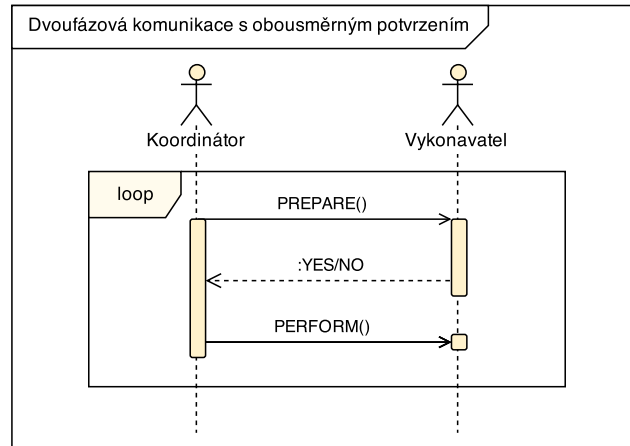 Dvoufázová komunikace s obousměrným potvrzením
Koordinátor
Vykonavatel
loop
PREPARE()
:YES/NO
PERFORM()